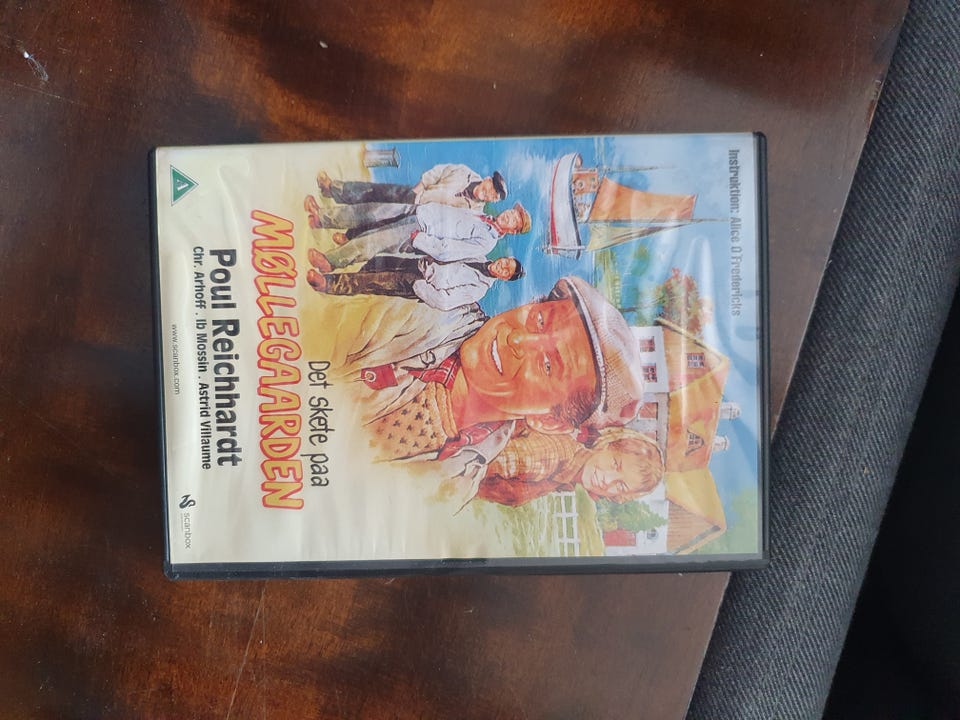 Instruktion: Alice O Fredericks
Det skete paa
MØLLEGAARDEN
Poul Reichhardt
Chr. Arhoff . Ib Mossin . Astrid Villaume
www.scanbox.com
scanbox
A